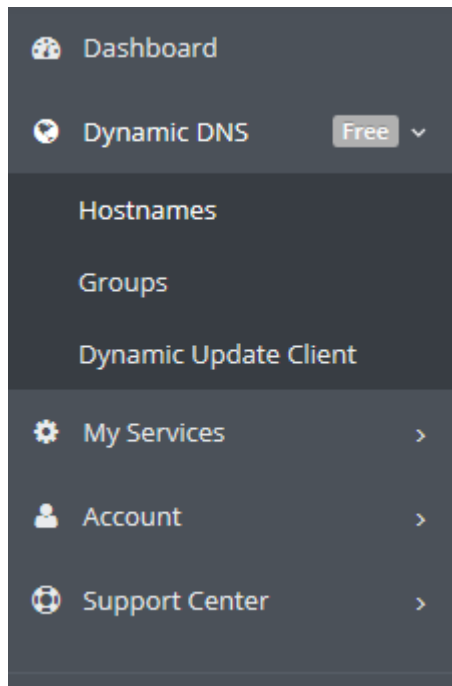 Dashboard
Dynamic DNS Free
Hostnames
Groups
Dynamic Update Client
My Services
Account
Support Center